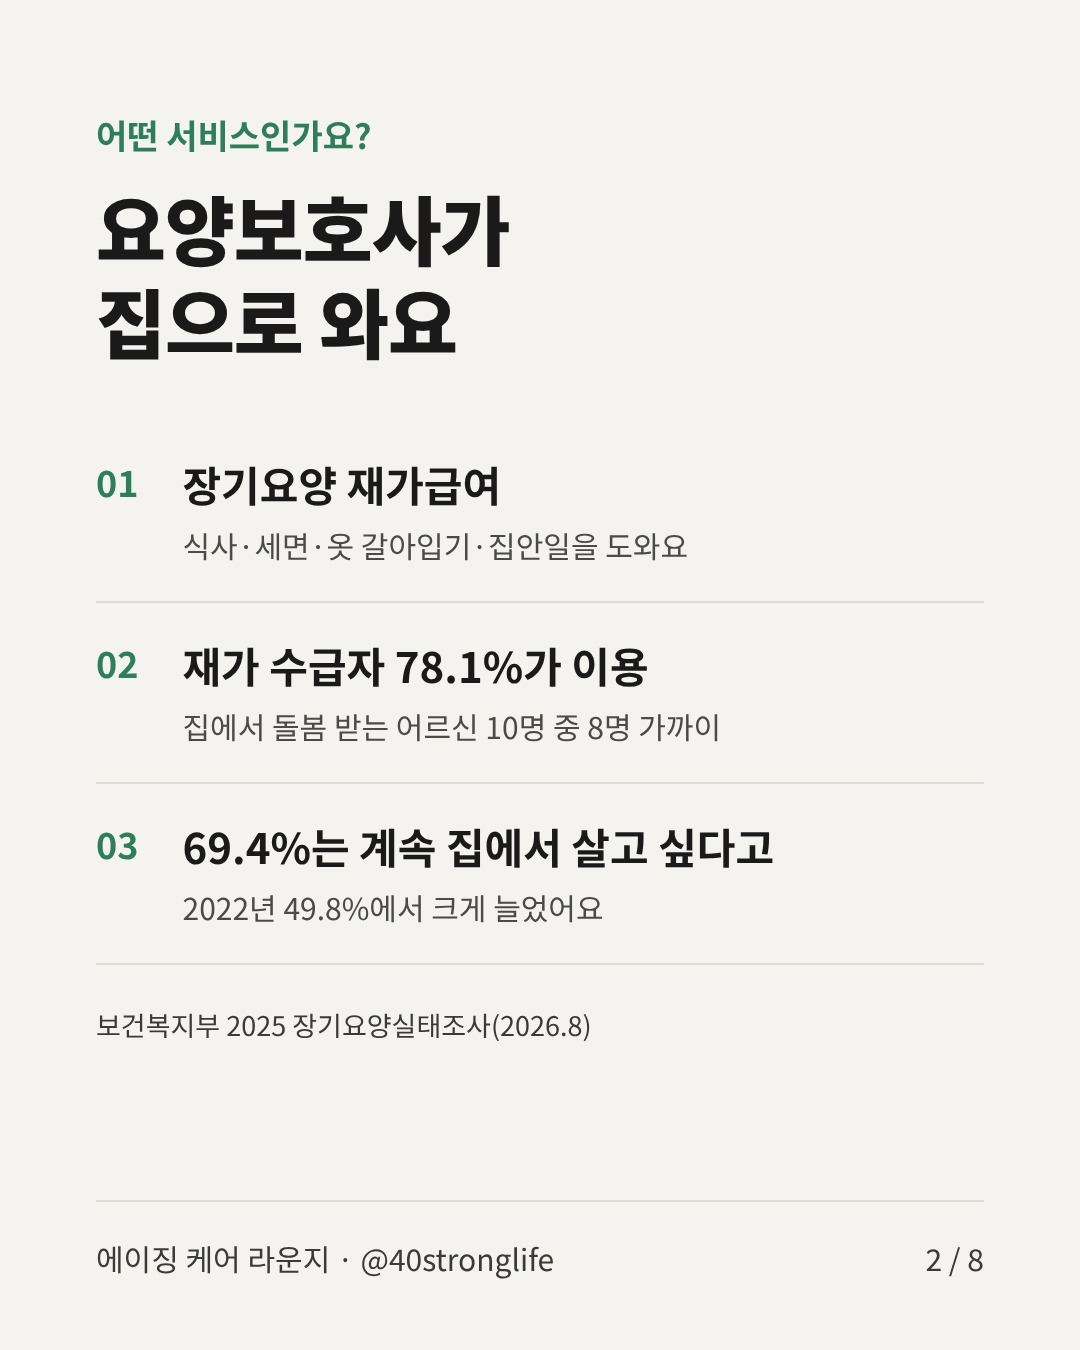 어떤 서비스인가요?
요양보호사가
집으로 와요
01 장기요양 재가급여
식사·세면·옷 갈아입기·집안일을 도와요
02 재가 수급자 78.1%가 이용
집에서 돌봄 받는 어르신 10명 중 8명 가까이
03 69.4%는 계속 집에서 살고 싶다고
2022년 49.8%에서 크게 늘었어요
보건복지부 2025 장기요양실태조사(2026.8)
에이징 케어 라운지 · @40stronglife
2 / 8